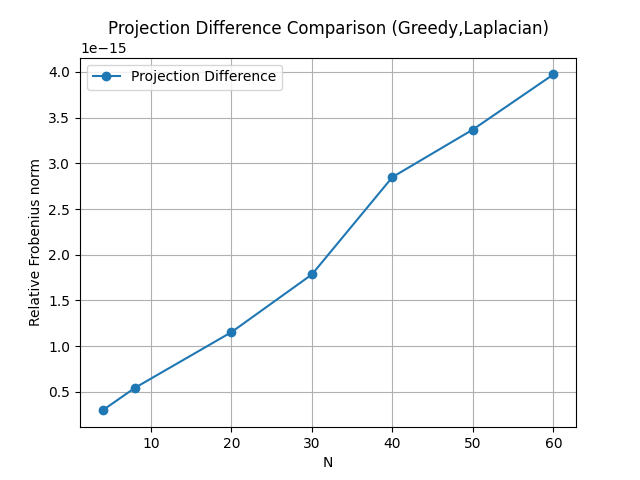 Projection Difference Comparison (Greedy,Laplacian)
1e−15
4.0
3.5
3.0
2.5
2.0
1.5
1.0
0.5
Relative Frobenius norm
Projection Difference
10 20 30 40 50 60
N